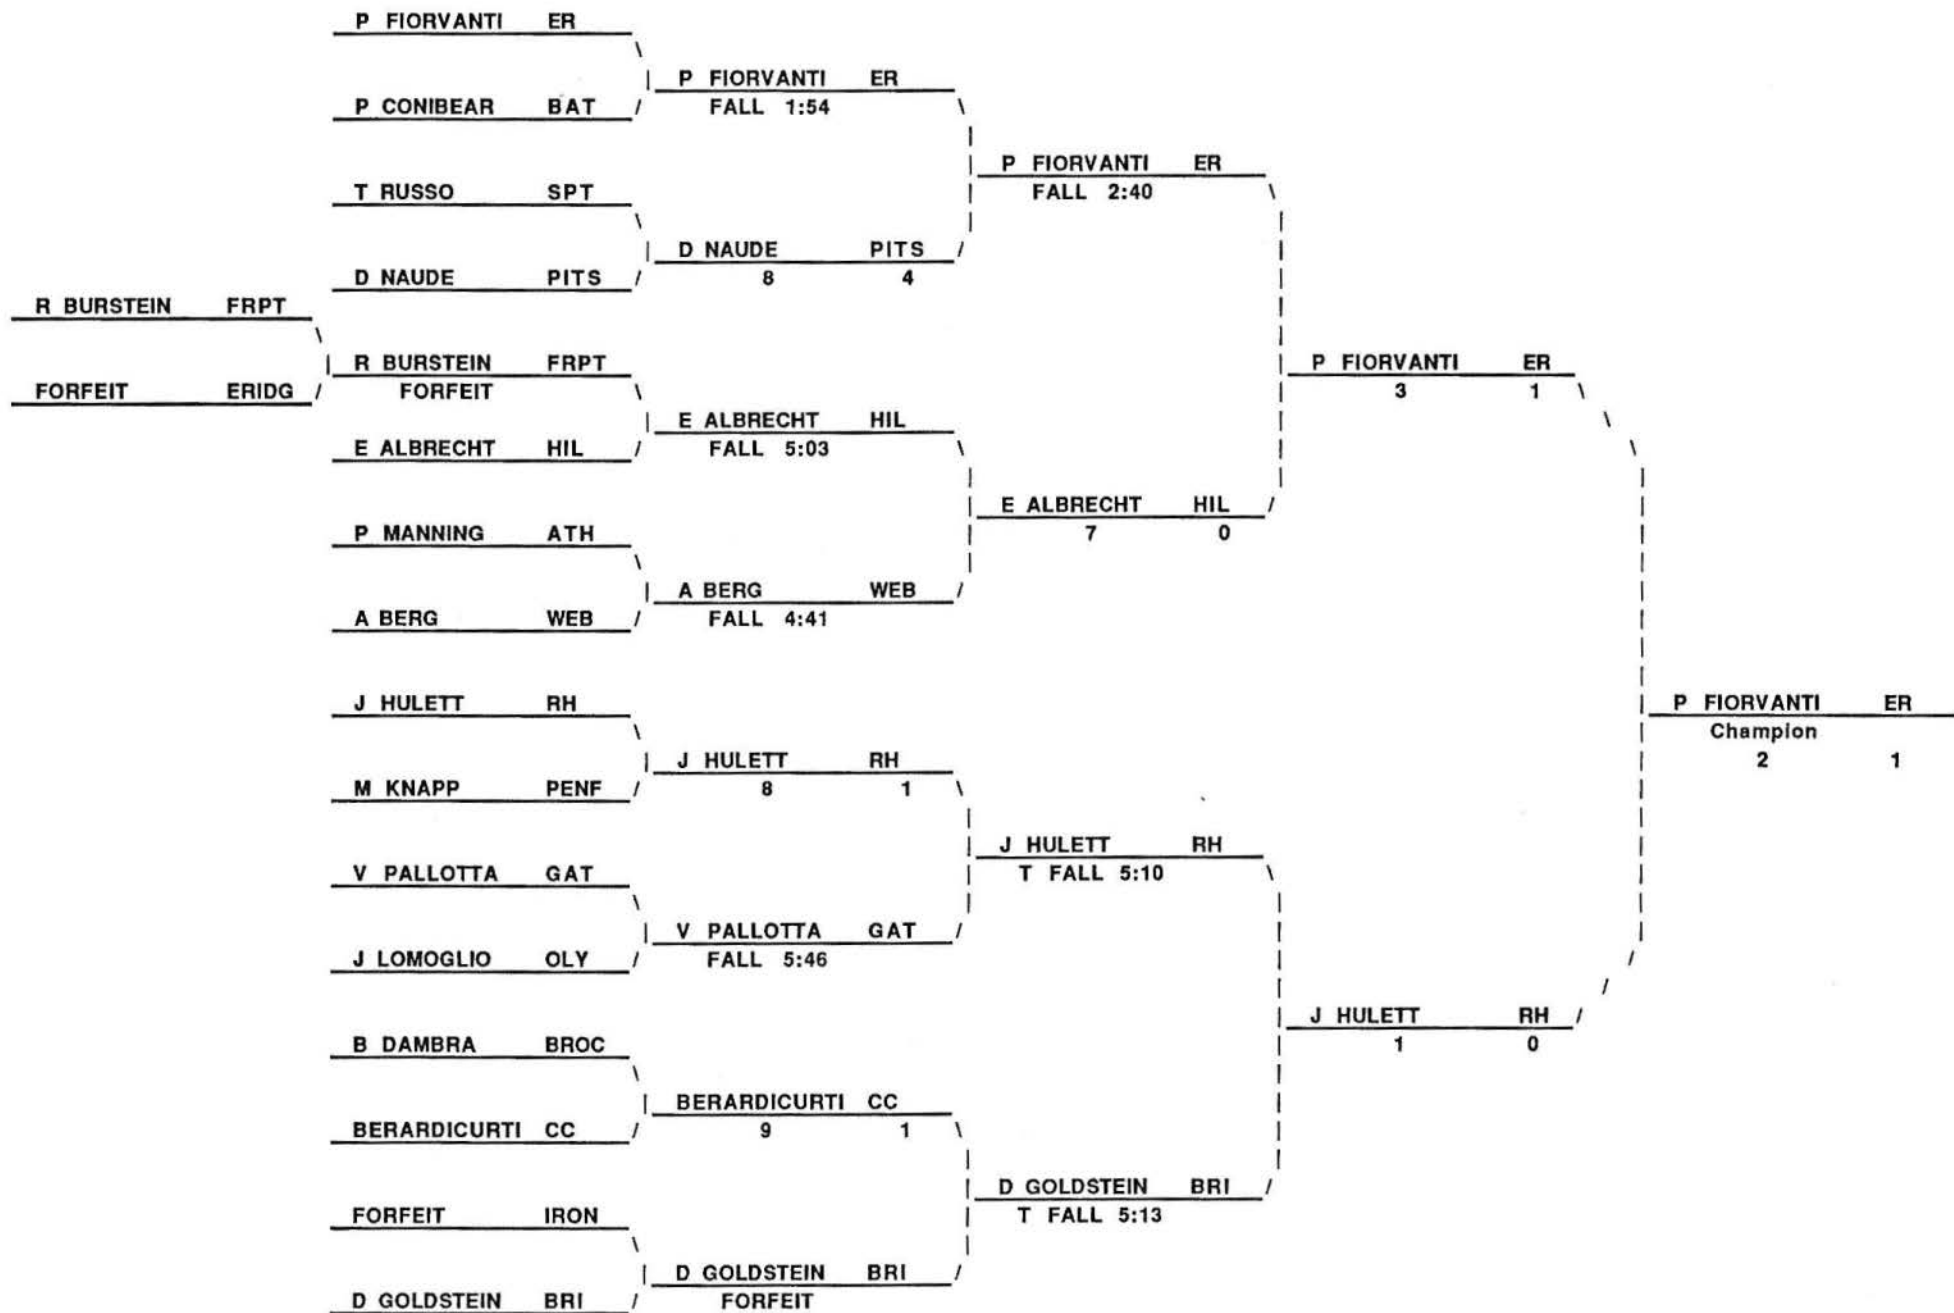 P FIORVANTI ER
P FIORVANTI ER
P CONIBEAR BAT
FALL 1:54
P FIORVANTI ER
T RUSSO SPT
FALL 2:40
D NAUDE PITS
D NAUDE PITS
8 4
R BURSTEIN FRPT
R BURSTEIN FRPT
P FIORVANTI ER
FORFEIT ERIDG
FORFEIT
3 1
E ALBRECHT HIL
E ALBRECHT HIL
FALL 5:03
E ALBRECHT HIL
P MANNING ATH
7 0
A BERG WEB
A BERG WEB
FALL 4:41
J HULETT RH
P FIORVANTI ER
Champion
2 1
J HULETT RH
M KNAPP PENF
8 1
J HULETT RH
V PALLOTTA GAT
T FALL 5:10
V PALLOTTA GAT
J LOMOGLIO OLY
FALL 5:46
J HULETT RH
B DAMBRA BROC
1 0
BERARDICURTI CC
BERARDICURTI CC
9 1
D GOLDSTEIN BRI
FORFEIT IRON
T FALL 5:13
D GOLDSTEIN BRI
D GOLDSTEIN BRI
FORFEIT